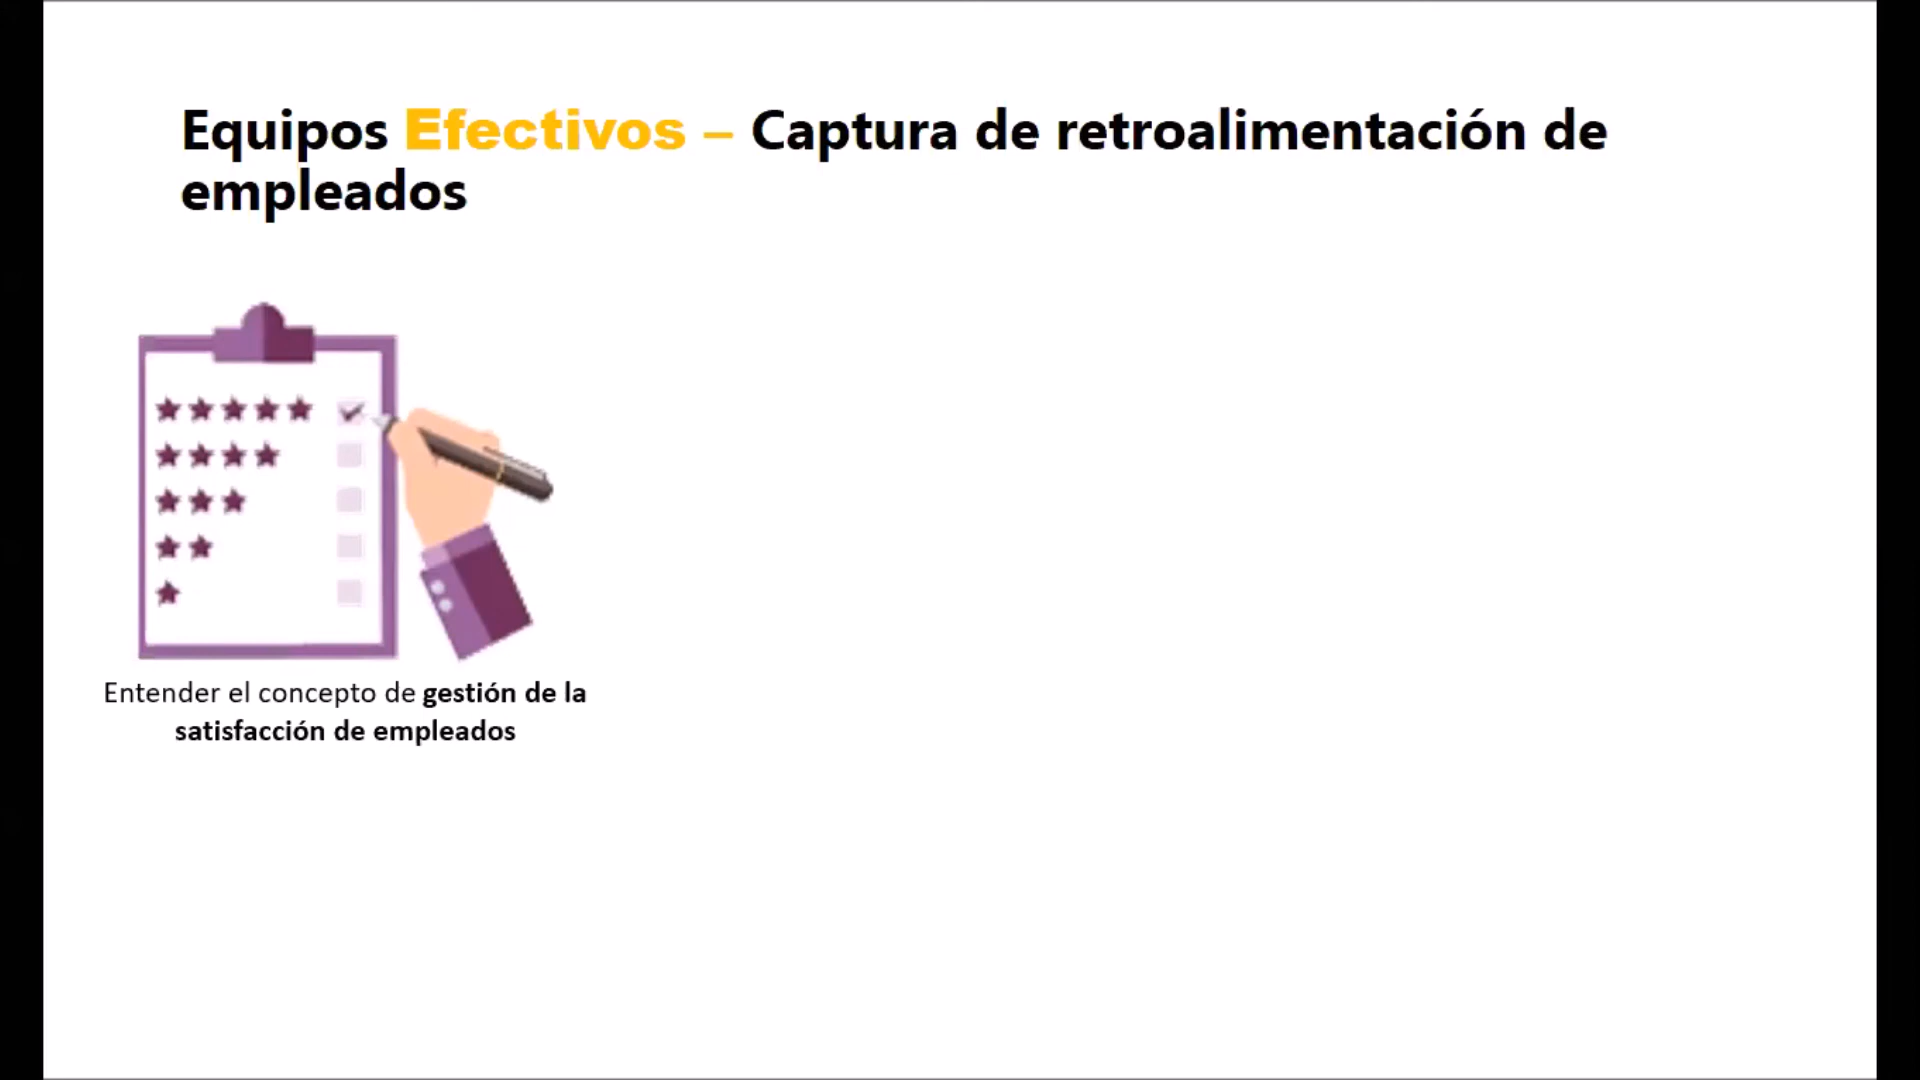 Equipos Efectivos – Captura de retroalimentación de
empleados
Entender el concepto de gestión de la
satisfacción de empleados